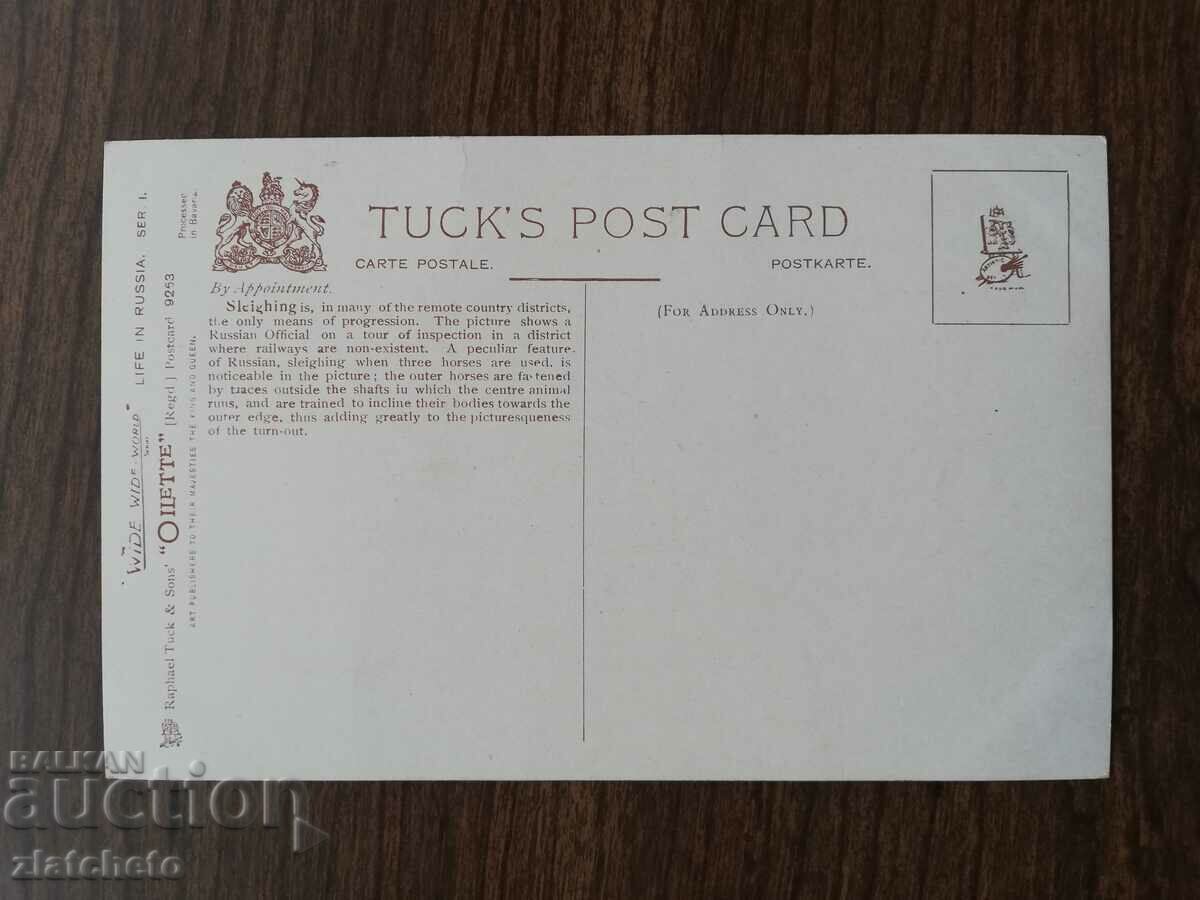 TUCK'S POST CARD
CARTE POSTALE.
POSTKARTE.
By Appointment.
(FOR ADDRESS ONLY.)
Sleighing is, in many of the remote country districts,
the only means of progression. The picture shows a
Russian Official on a tour of inspection in a district
where railways are non-existent. A peculiar feature
of Russian, sleighing when three horses are used, is
noticeable in the picture; the outer horses are fastened
by traces outside the shafts in which the centre animal
runs, and are trained to incline their bodies towards the
outer edge, thus adding greatly to the picturesqueness
of the turn-out.
"WIDE WIDE-WORLD"
SERIES
LIFE IN RUSSIA. SER. I.
Raphael Tuck & Sons' "OILETTE" [Regd.] Postcard 9253
Processed
in Bavaria.
ART PUBLISHERS TO THEIR MAJESTIES THE KING AND QUEEN.
BALKAN
auction
zlatcheto